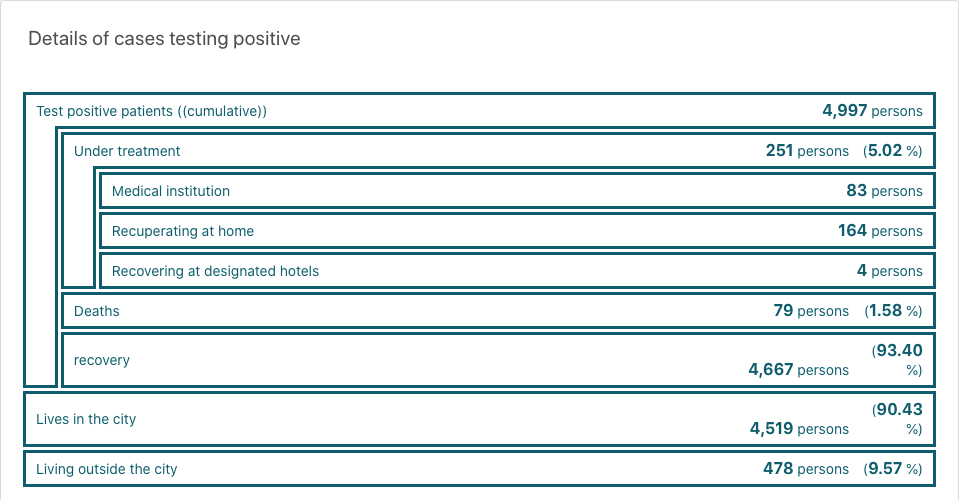 Details of cases testing positive
Test positive patients ((cumulative)) 4,997 persons
Under treatment 251 persons (5.02 %)
Medical institution 83 persons
Recuperating at home 164 persons
Recovering at designated hotels 4 persons
Deaths 79 persons (1.58 %)
recovery 4,667 persons (93.40 %)
Lives in the city 4,519 persons (90.43 %)
Living outside the city 478 persons (9.57 %)